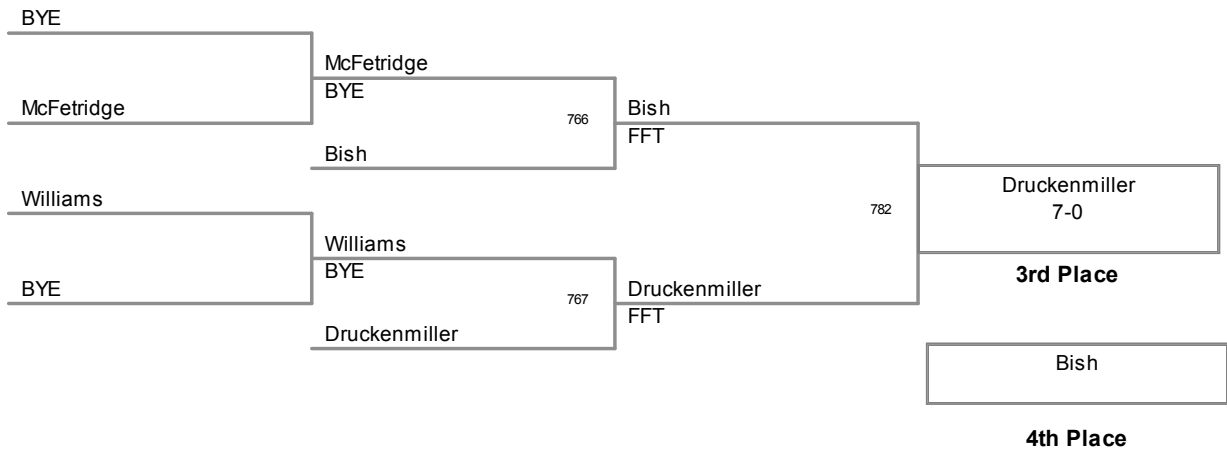 BYE
McFetridge
McFetridge
BYE
766
Bish
FFT
Bish
Williams
Druckenmiller
7-0
782
Williams
BYE
3rd Place
BYE
767
Druckenmiller
FFT
Druckenmiller
Bish
4th Place